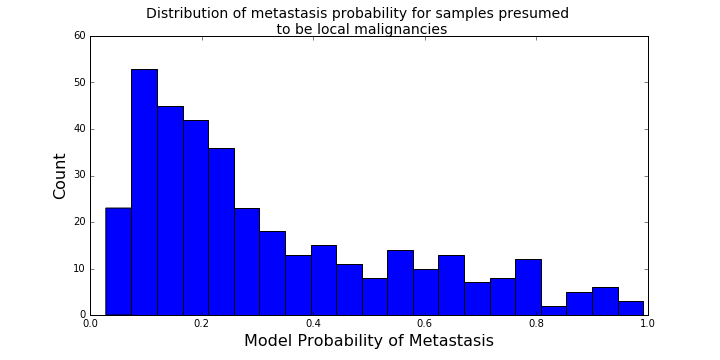 Distribution of metastasis probability for samples presumed
to be local malignancies
60
50
40
30
20
10
0
Count
0.0 0.2 0.4 0.6 0.8 1.0
Model Probability of Metastasis